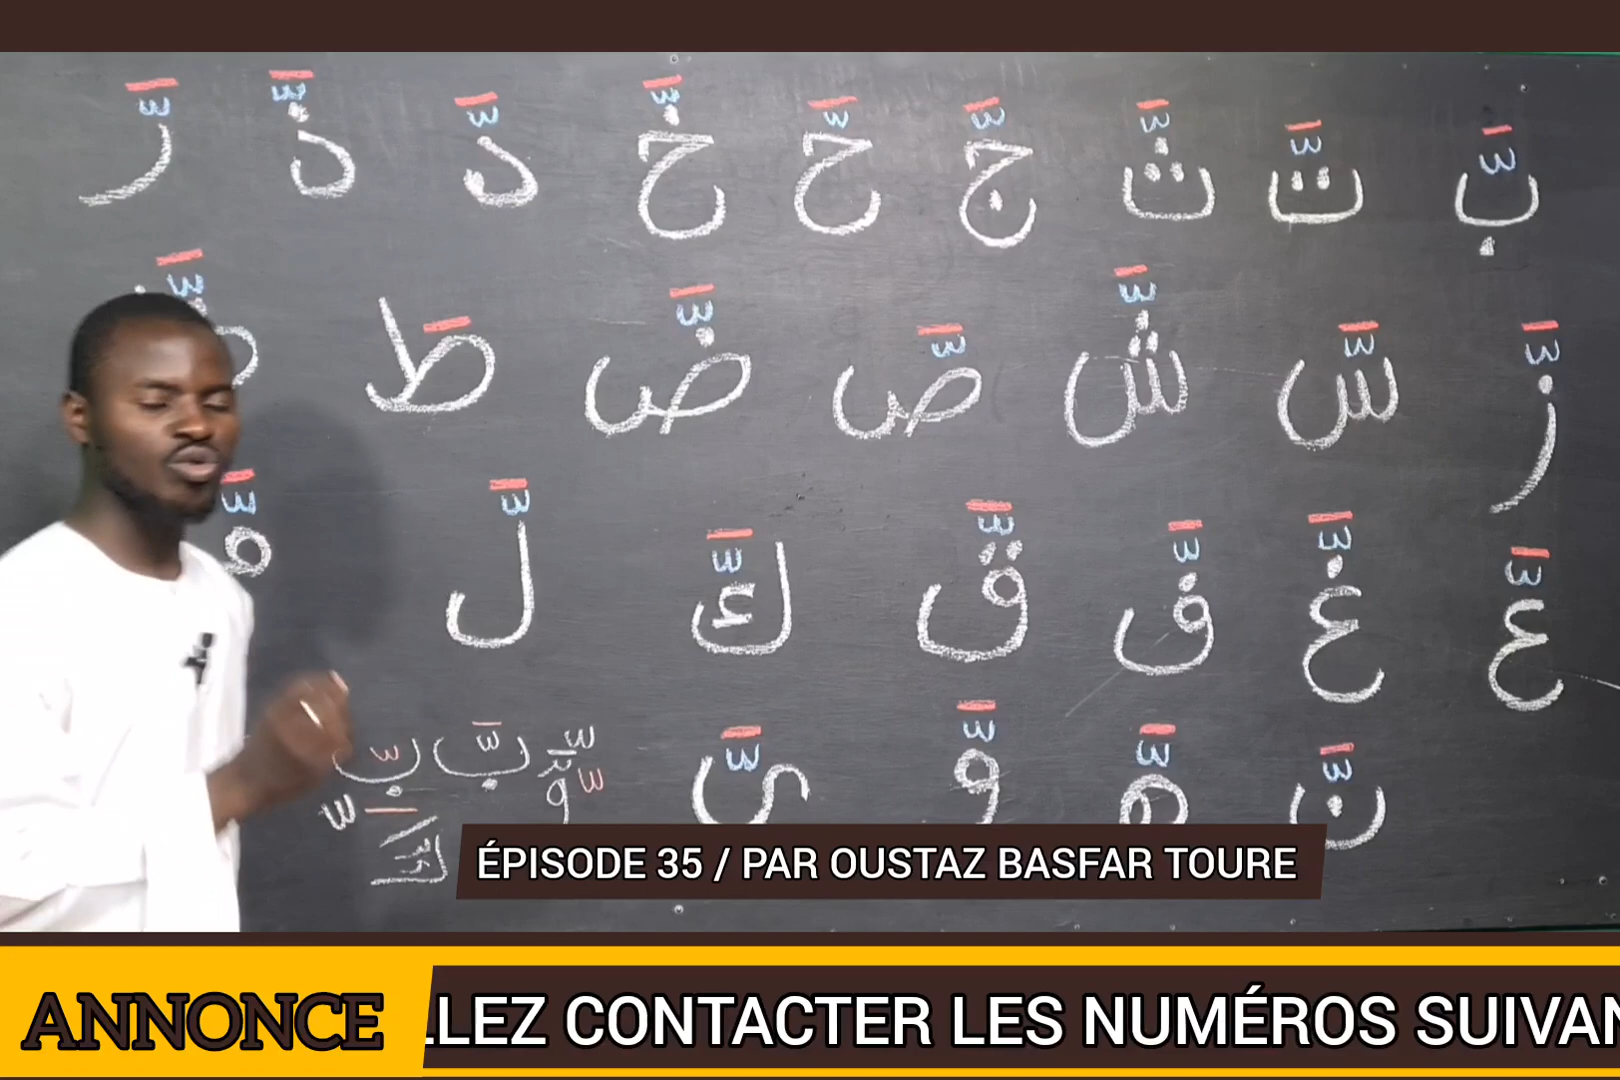 بَّ تَّ ثَّ جَّ حَّ خَّ دَّ ذَّ رَّ
زَّ سَّ شَّ صَّ ضَّ طَ
عَّ غَّ فَّ قَّ كَّ لَّ مَّ
نَّ هَّ وَّ یَّ
بَّ
ÉPISODE 35 / PAR OUSTAZ BASFAR TOURE
ANNONCE
LLEZ CONTACTER LES NUMÉROS SUIVAN